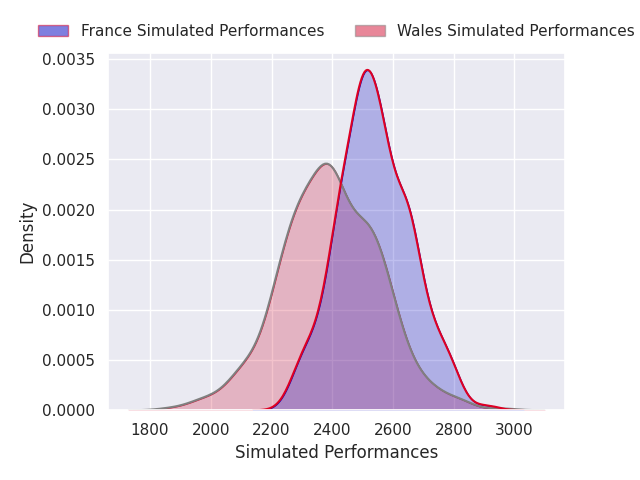 France Simulated Performances
Wales Simulated Performances
0.0035
0.0030
0.0025
0.0020
0.0015
0.0010
0.0005
0.0000
Density
1800 2000 2200 2400 2600 2800 3000
Simulated Performances